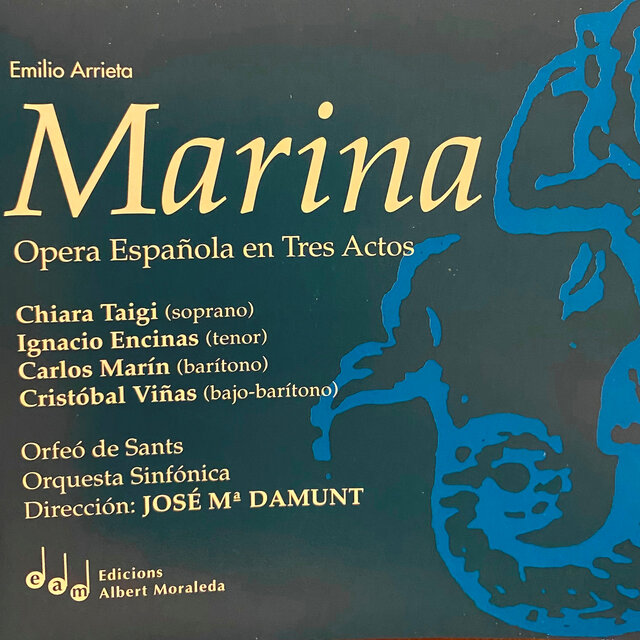 Emilio Arrieta
Marina
Opera Española en Tres Actos
Chiara Taigi (soprano)
Ignacio Encinas (tenor)
Carlos Marín (barítono)
Cristóbal Viñas (bajo-barítono)
Orfeó de Sants
Orquesta Sinfónica
Dirección: JOSÉ Mª DAMUNT
eam
Edicions
Albert Moraleda